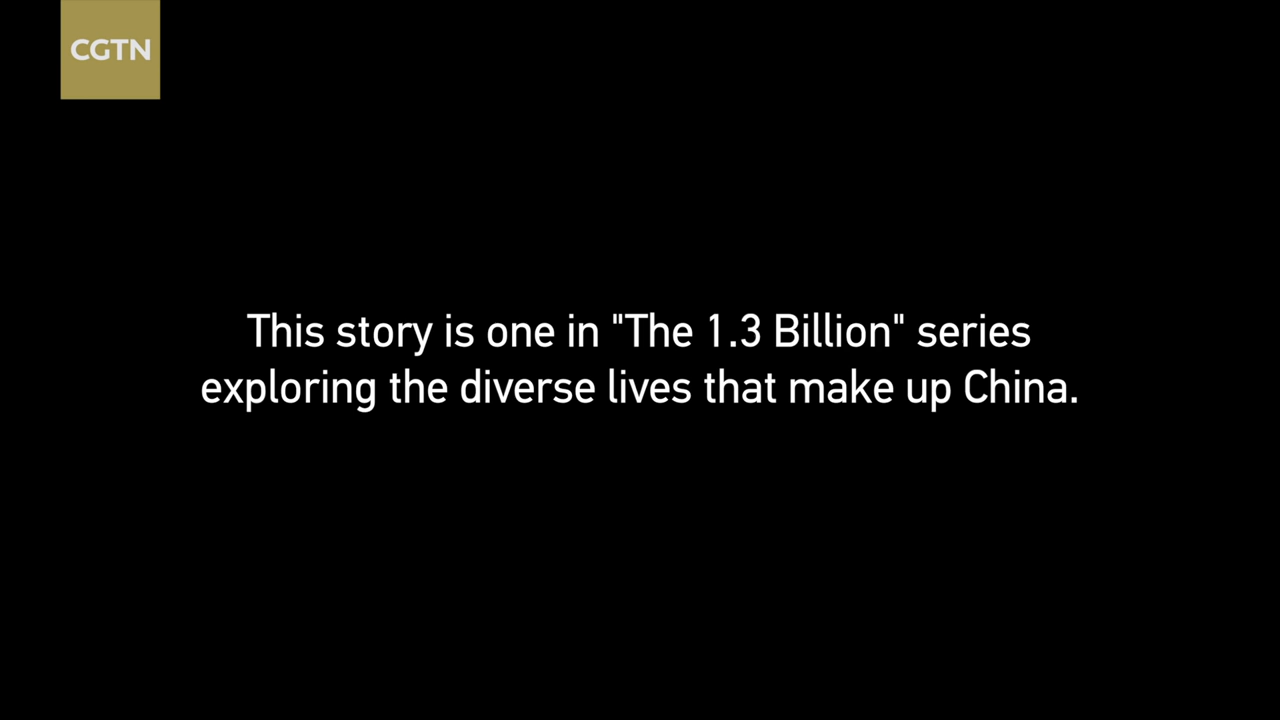 CGTN
This story is one in "The 1.3 Billion" series
exploring the diverse lives that make up China.